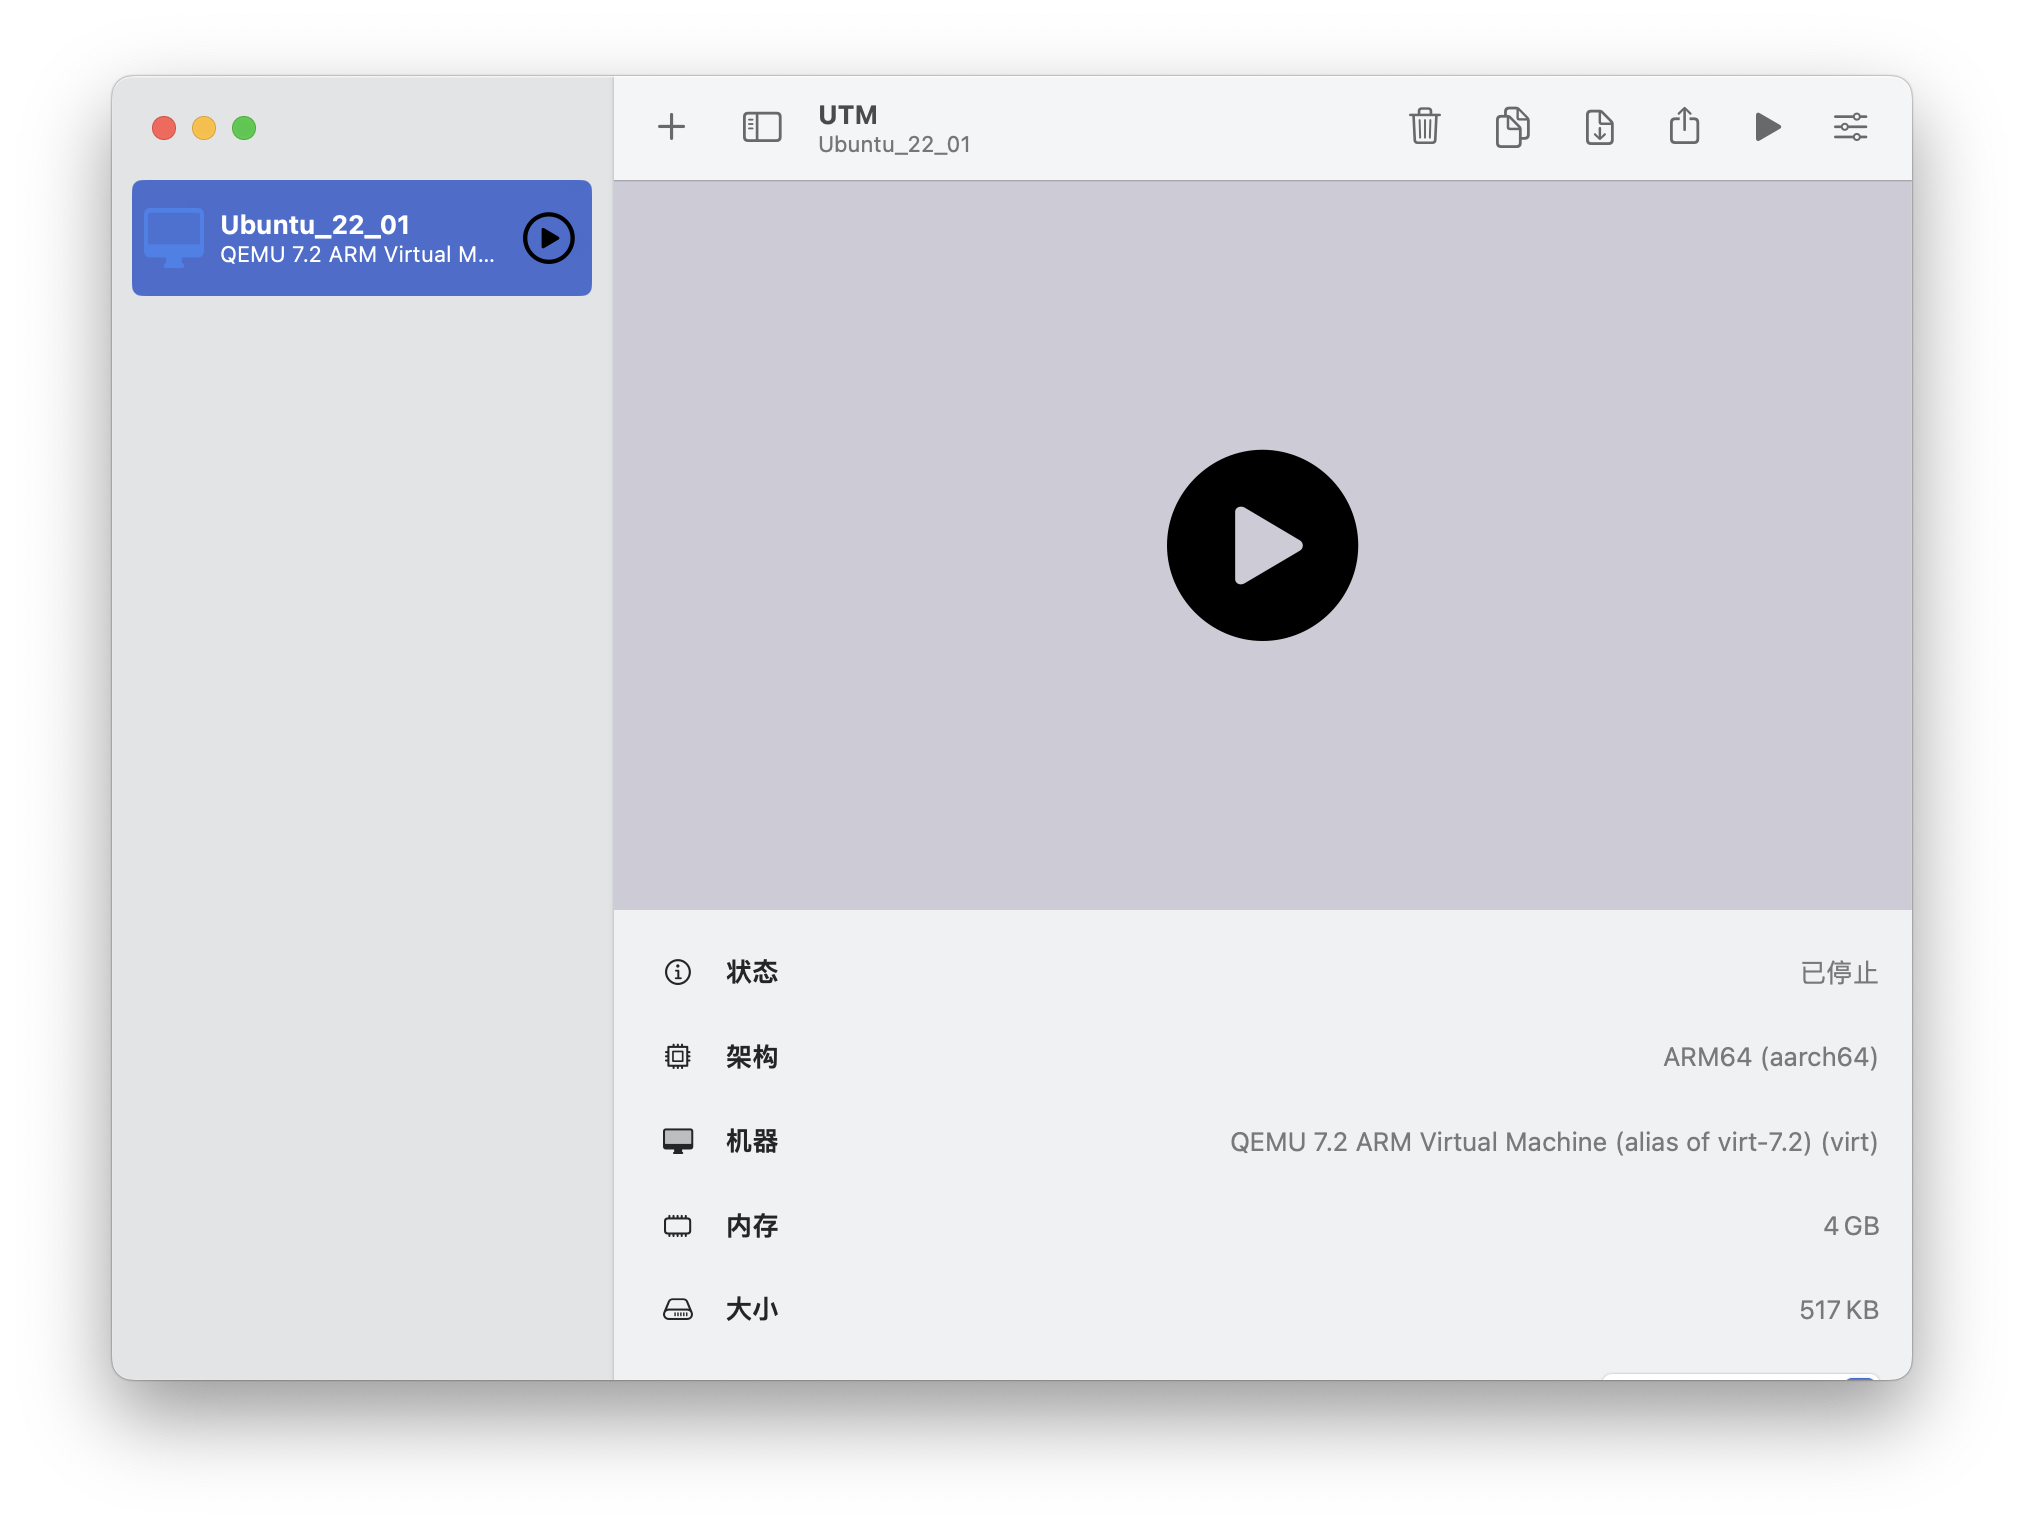 UTM
Ubuntu_22_01
Ubuntu_22_01
QEMU 7.2 ARM Virtual M...
状态
已停止
架构
ARM64 (aarch64)
机器
QEMU 7.2 ARM Virtual Machine (alias of virt-7.2) (virt)
内存
4 GB
大小
517 KB